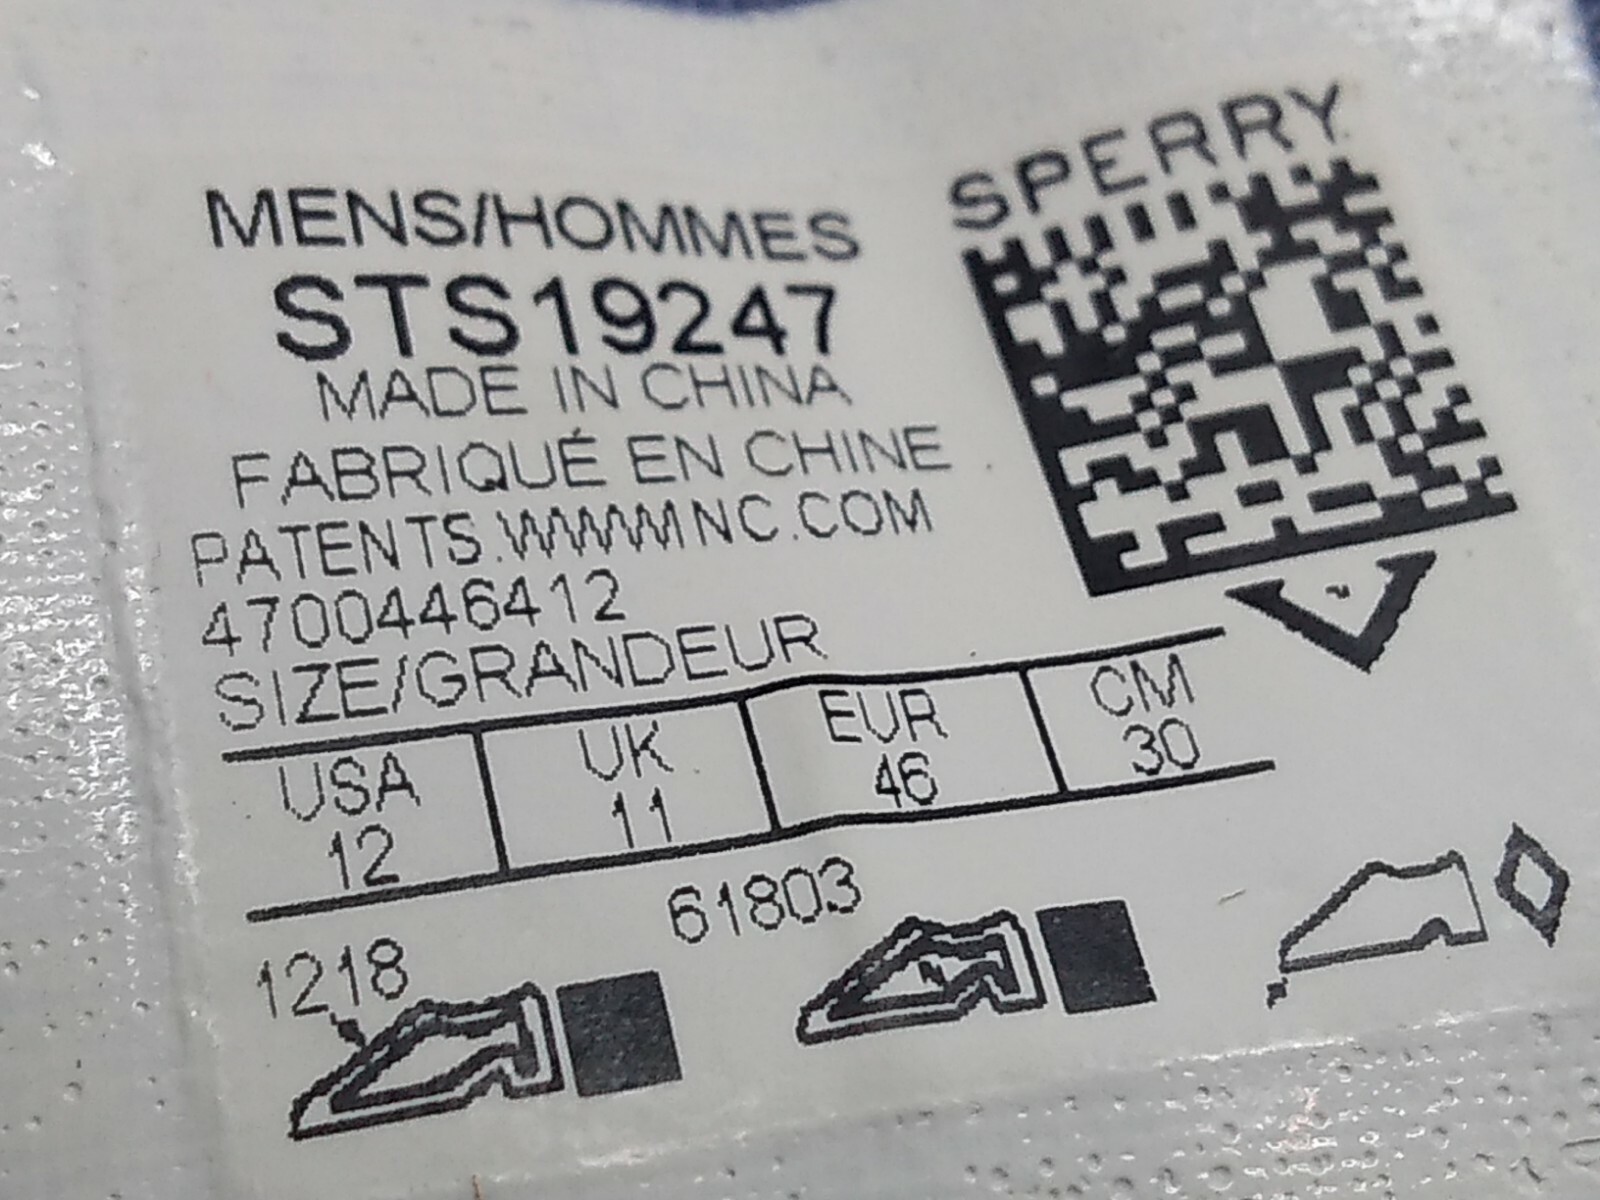 SPERRY
MENS/HOMMES
STS19247
MADE IN CHINA
FABRIQUÉ EN CHINE
PATENTS.WWWMNC.COM
4700446412
SIZE/GRANDEUR
USA UK EUR CM
12 11 46 30
61803
1218